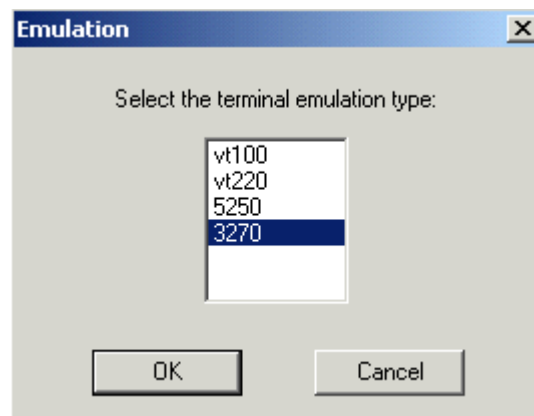 Emulation
Select the terminal emulation type:
vt100
vt220
5250
3270
OK
Cancel